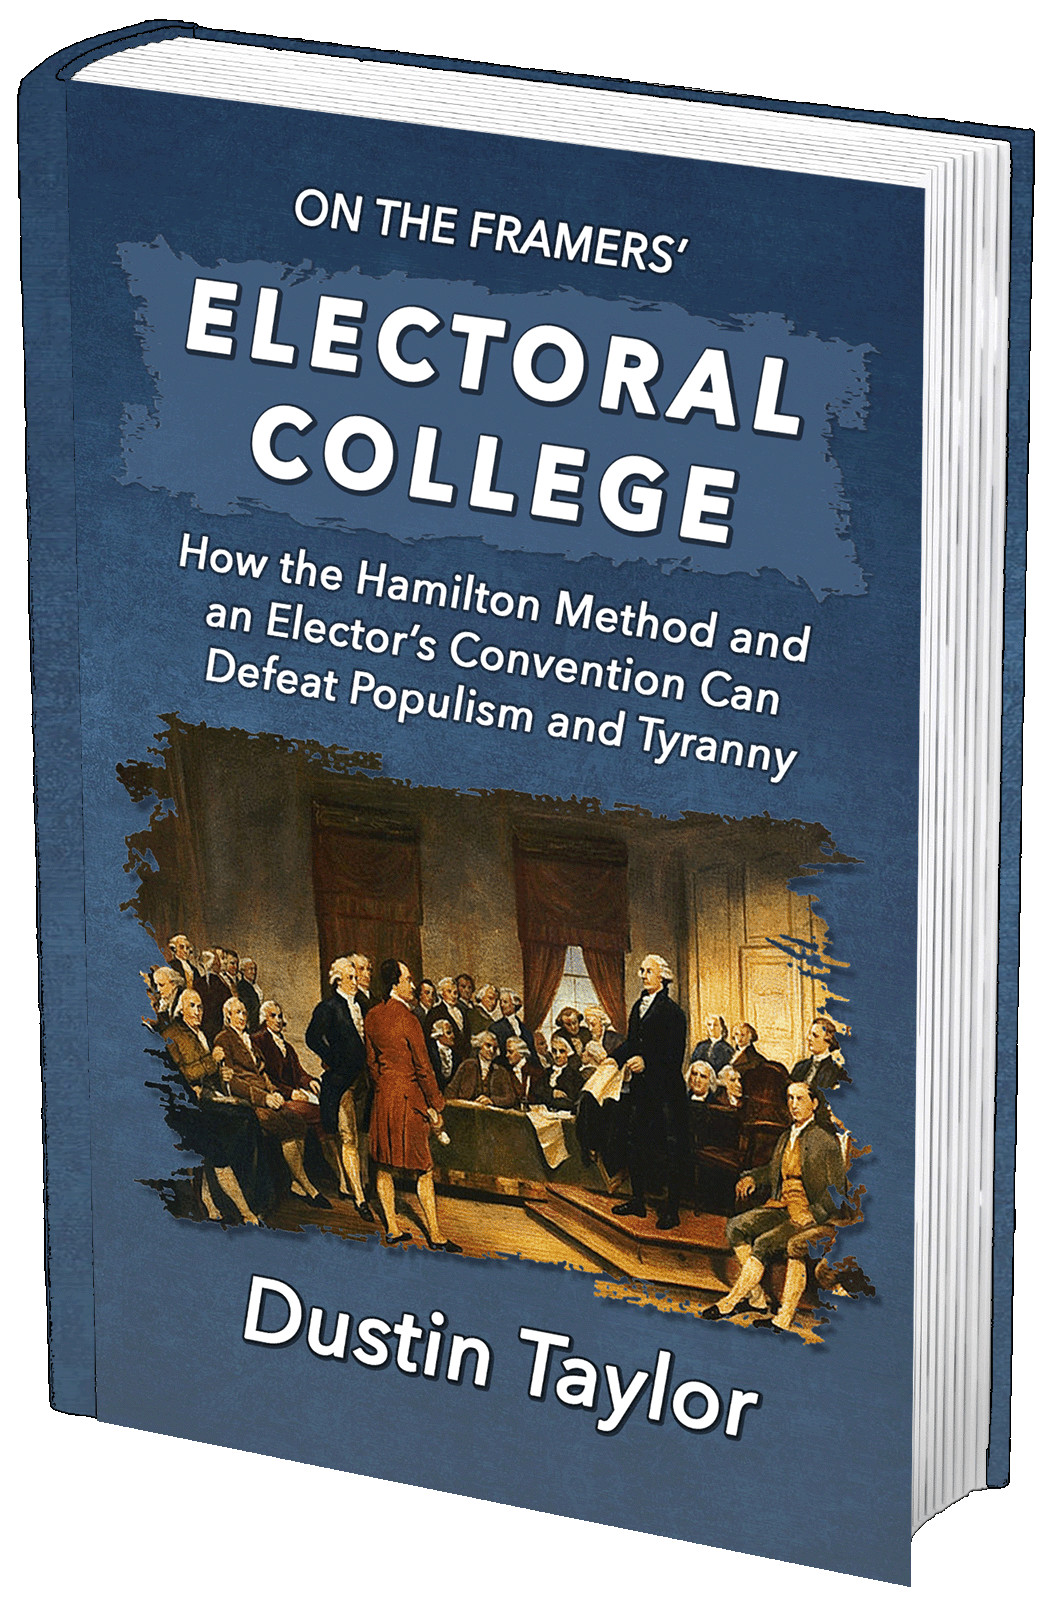 ON THE FRAMERS’
ELECTORAL
COLLEGE
How the Hamilton Method and
an Elector’s Convention Can
Defeat Populism and Tyranny
Dustin Taylor